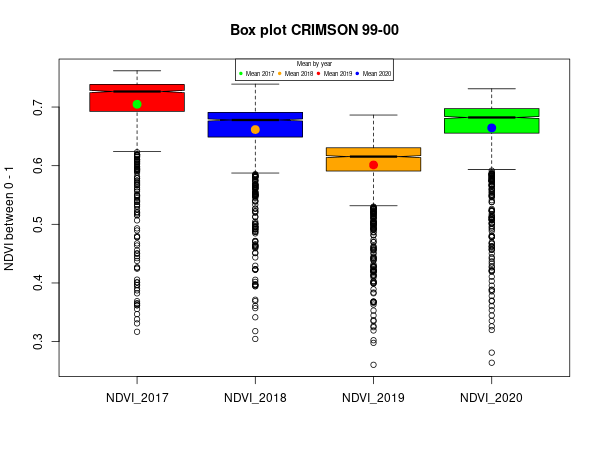 Box plot CRIMSON 99-00
Mean by year
Mean 2017 Mean 2018 Mean 2019 Mean 2020
NDVI between 0 - 1
0.7
0.6
0.5
0.4
0.3
NDVI_2017 NDVI_2018 NDVI_2019 NDVI_2020